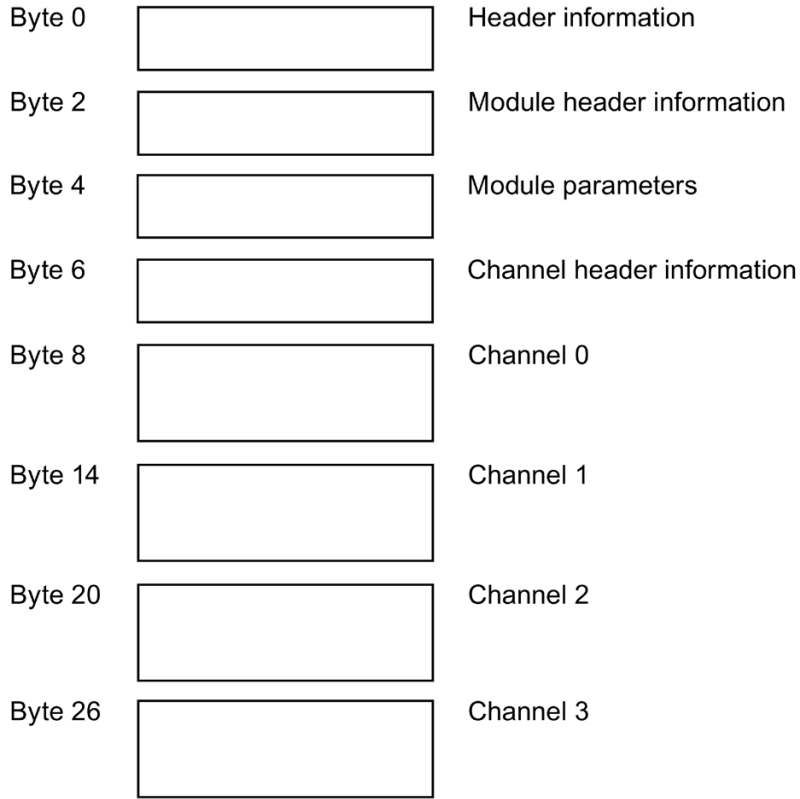 Byte 0 Header information
Byte 2 Module header information
Byte 4 Module parameters
Byte 6 Channel header information
Byte 8 Channel 0
Byte 14 Channel 1
Byte 20 Channel 2
Byte 26 Channel 3